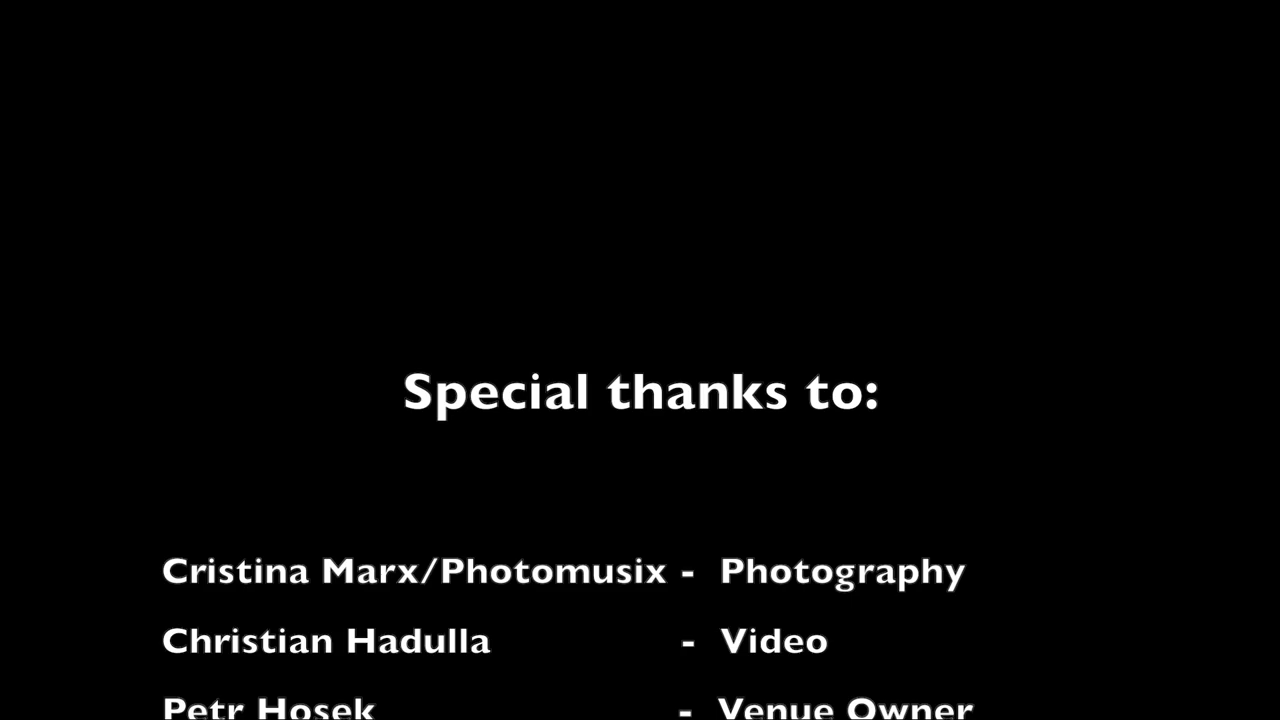 Special thanks to:
Cristina Marx/Photomusix - Photography
Christian Hadulla - Video
Petr Hosek - Venue Owner